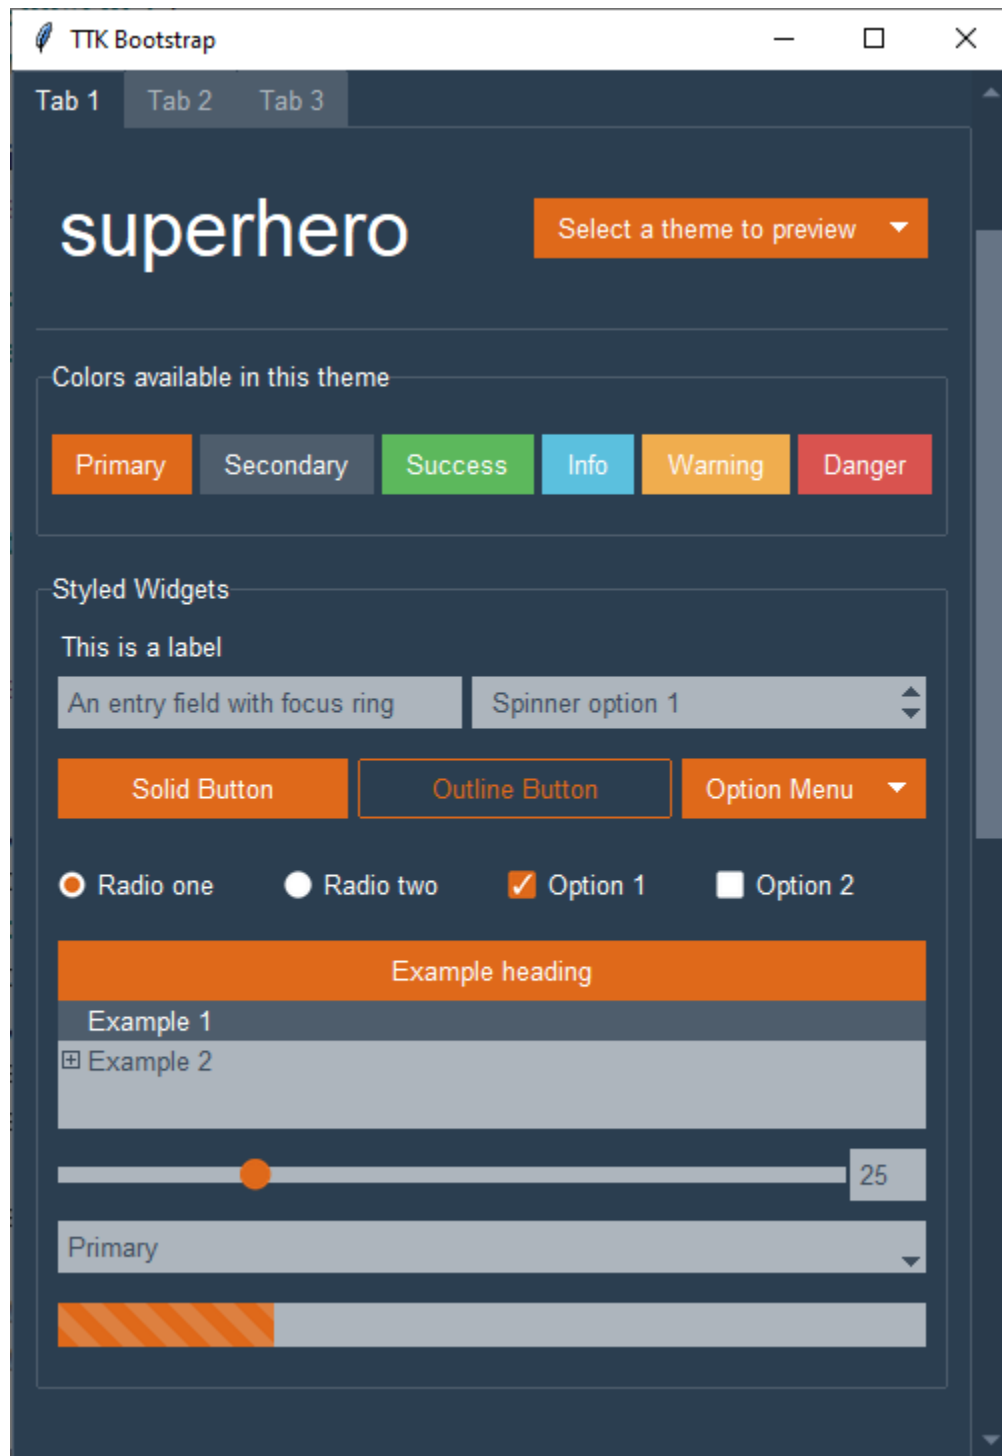 TTK Bootstrap
Tab 1 Tab 2 Tab 3
superhero Select a theme to preview
Colors available in this theme
Primary Secondary Success Info Warning Danger
Styled Widgets
This is a label
An entry field with focus ring Spinner option 1
Solid Button Outline Button Option Menu
Radio one Radio two Option 1 Option 2
Example heading
Example 1
Example 2
25
Primary